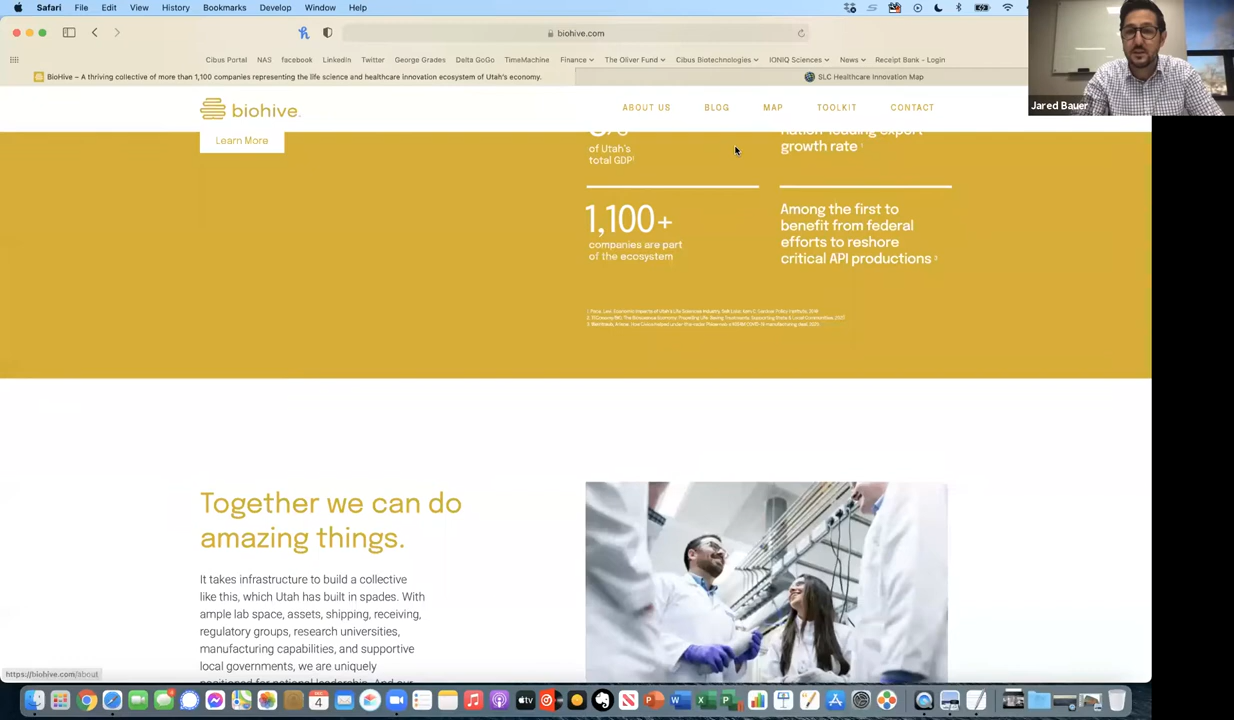 Safari File Edit View History Bookmarks Develop Window Help
biohive.com
Cibus Portal NAS facebook LinkedIn Twitter George Grades Delta GoGo TimeMachine Finance The Oliver Fund Cibus Biotechnologies IONIQ Sciences News Receipt Bank - Login
BioHive – A thriving collective of more than 1,100 companies representing the life science and healthcare innovation ecosystem of Utah's economy.
SLC Healthcare Innovation Map
Jared Bauer
biohive.
ABOUT US BLOG MAP TOOLKIT CONTACT
Learn More
of Utah's
total GDP¹
growth rate
1,100+
companies are part
of the ecosystem
Among the first to
benefit from federal
efforts to reshore
critical API productions ³
Together we can do
amazing things.
It takes infrastructure to build a collective
like this, which Utah has built in spades. With
ample lab space, assets, shipping, receiving,
regulatory groups, research universities,
manufacturing capabilities, and supportive
local governments, we are uniquely
https://biohive.com/about